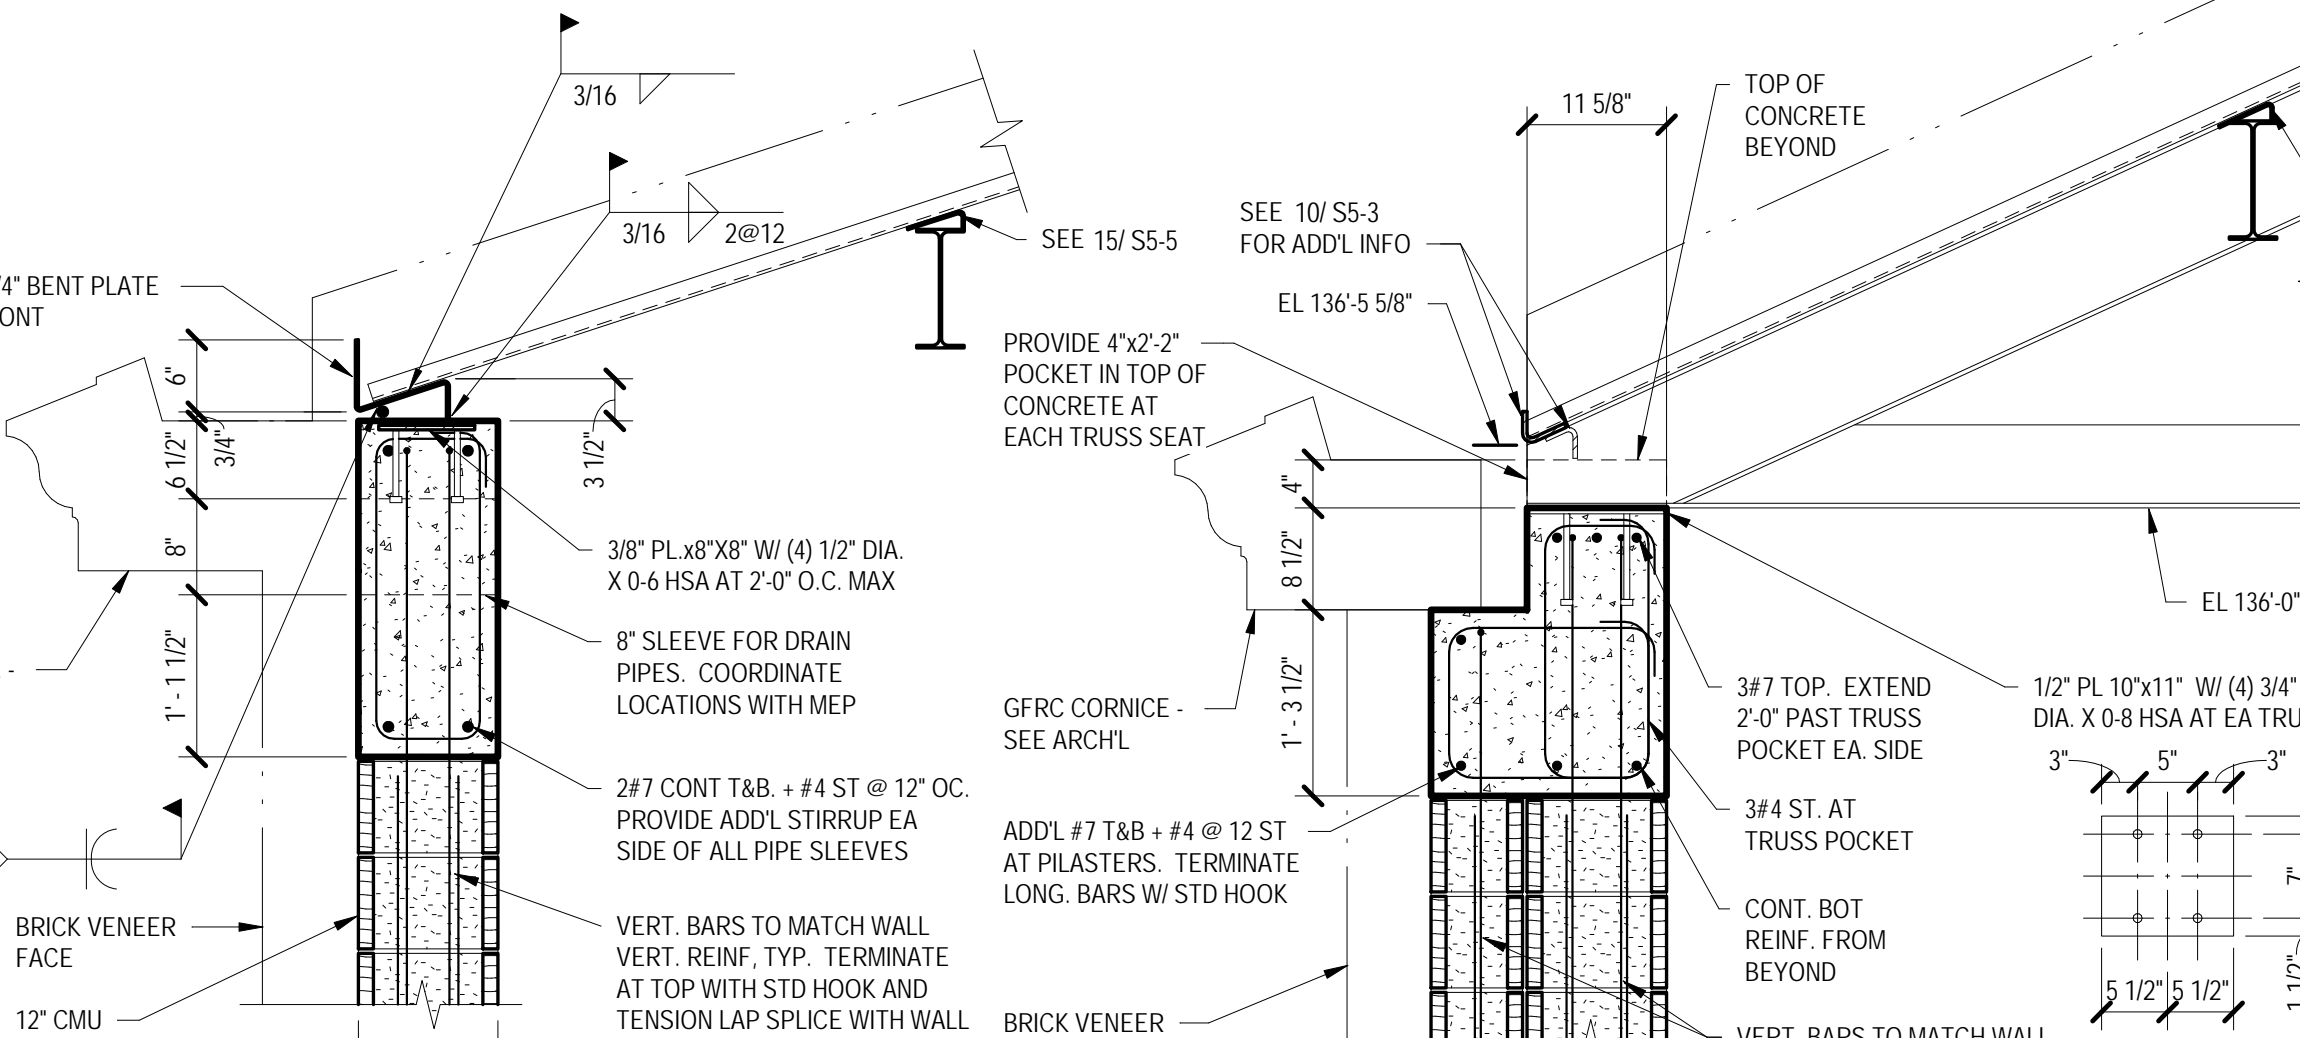 3/16
3/16
2@12
SEE 15/ S5-5
/4" BENT PLATE
ONT
6"
3/4"
6 1/2"
8"
1' - 1 1/2"
3 1/2"
3/8" PL.x8"X8" W/ (4) 1/2" DIA.
X 0-6 HSA AT 2'-0" O.C. MAX
8" SLEEVE FOR DRAIN
PIPES. COORDINATE
LOCATIONS WITH MEP
2#7 CONT T&B. + #4 ST @ 12" OC.
PROVIDE ADD'L STIRRUP EA
SIDE OF ALL PIPE SLEEVES
VERT. BARS TO MATCH WALL
VERT. REINF, TYP. TERMINATE
AT TOP WITH STD HOOK AND
TENSION LAP SPLICE WITH WALL
-
BRICK VENEER
FACE
12" CMU
11 5/8"
TOP OF
CONCRETE
BEYOND
SEE 10/ S5-3
FOR ADD'L INFO
EL 136'-5 5/8"
PROVIDE 4"x2'-2"
POCKET IN TOP OF
CONCRETE AT
EACH TRUSS SEAT
4"
8 1/2"
1' - 3 1/2"
GFRC CORNICE -
SEE ARCH'L
ADD'L #7 T&B + #4 @ 12 ST
AT PILASTERS. TERMINATE
LONG. BARS W/ STD HOOK
BRICK VENEER
EL 136'-0"
3#7 TOP. EXTEND
2'-0" PAST TRUSS
POCKET EA. SIDE
3#4 ST. AT
TRUSS POCKET
CONT. BOT
REINF. FROM
BEYOND
VERT. BARS TO MATCH WALL
1/2" PL 10"x11" W/ (4) 3/4"
DIA. X 0-8 HSA AT EA TRU
3"
5"
3"
7"
1 1/2"
5 1/2"
5 1/2"